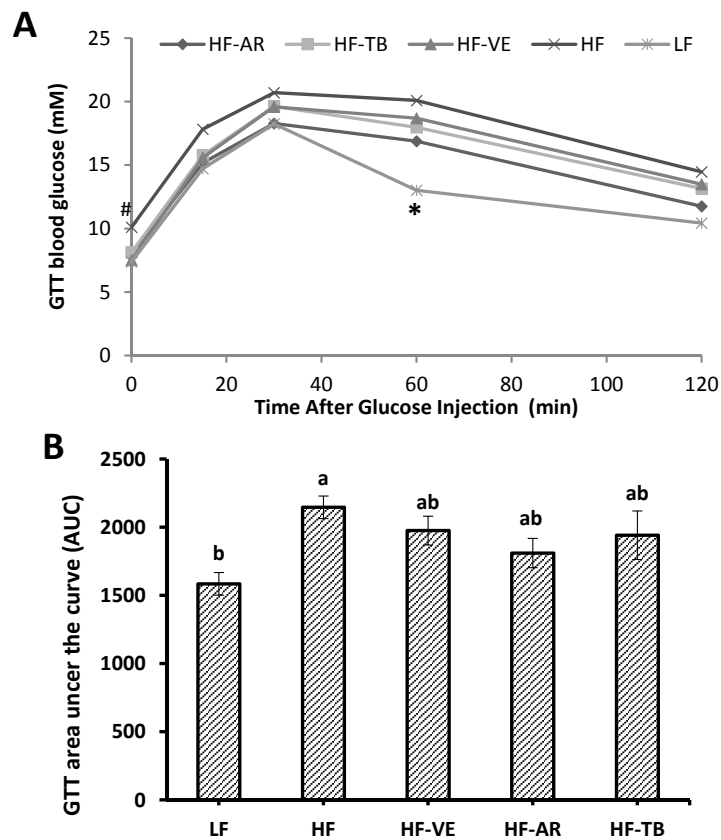 A
HF-AR HF-TB HF-VE HF LF
25
20
15
10
5
0
GTT blood glucose (mM)
#
*
0 20 40 60 80 100 120
Time After Glucose Injection (min)
B
2500
2000
1500
1000
500
0
GTT area uncer the curve (AUC)
b
a
ab
ab
ab
LF HF HF-VE HF-AR HF-TB